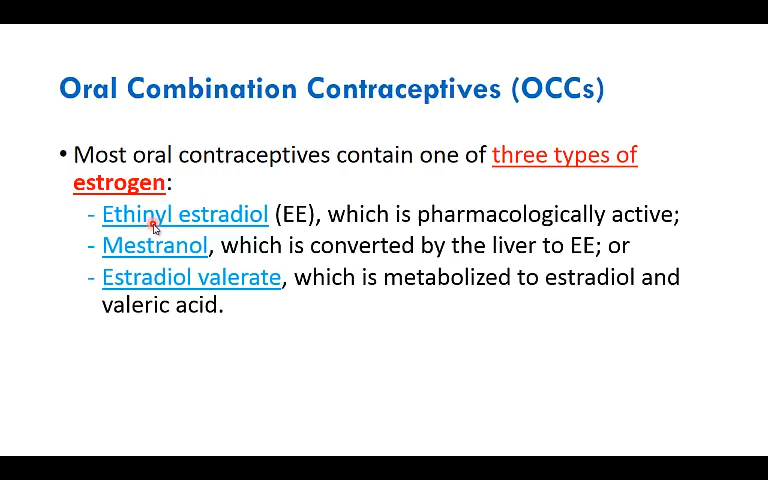 Oral Combination Contraceptives (OCCs)
• Most oral contraceptives contain one of three types of
estrogen:
- Ethinyl estradiol (EE), which is pharmacologically active;
- Mestranol, which is converted by the liver to EE; or
- Estradiol valerate, which is metabolized to estradiol and
valeric acid.